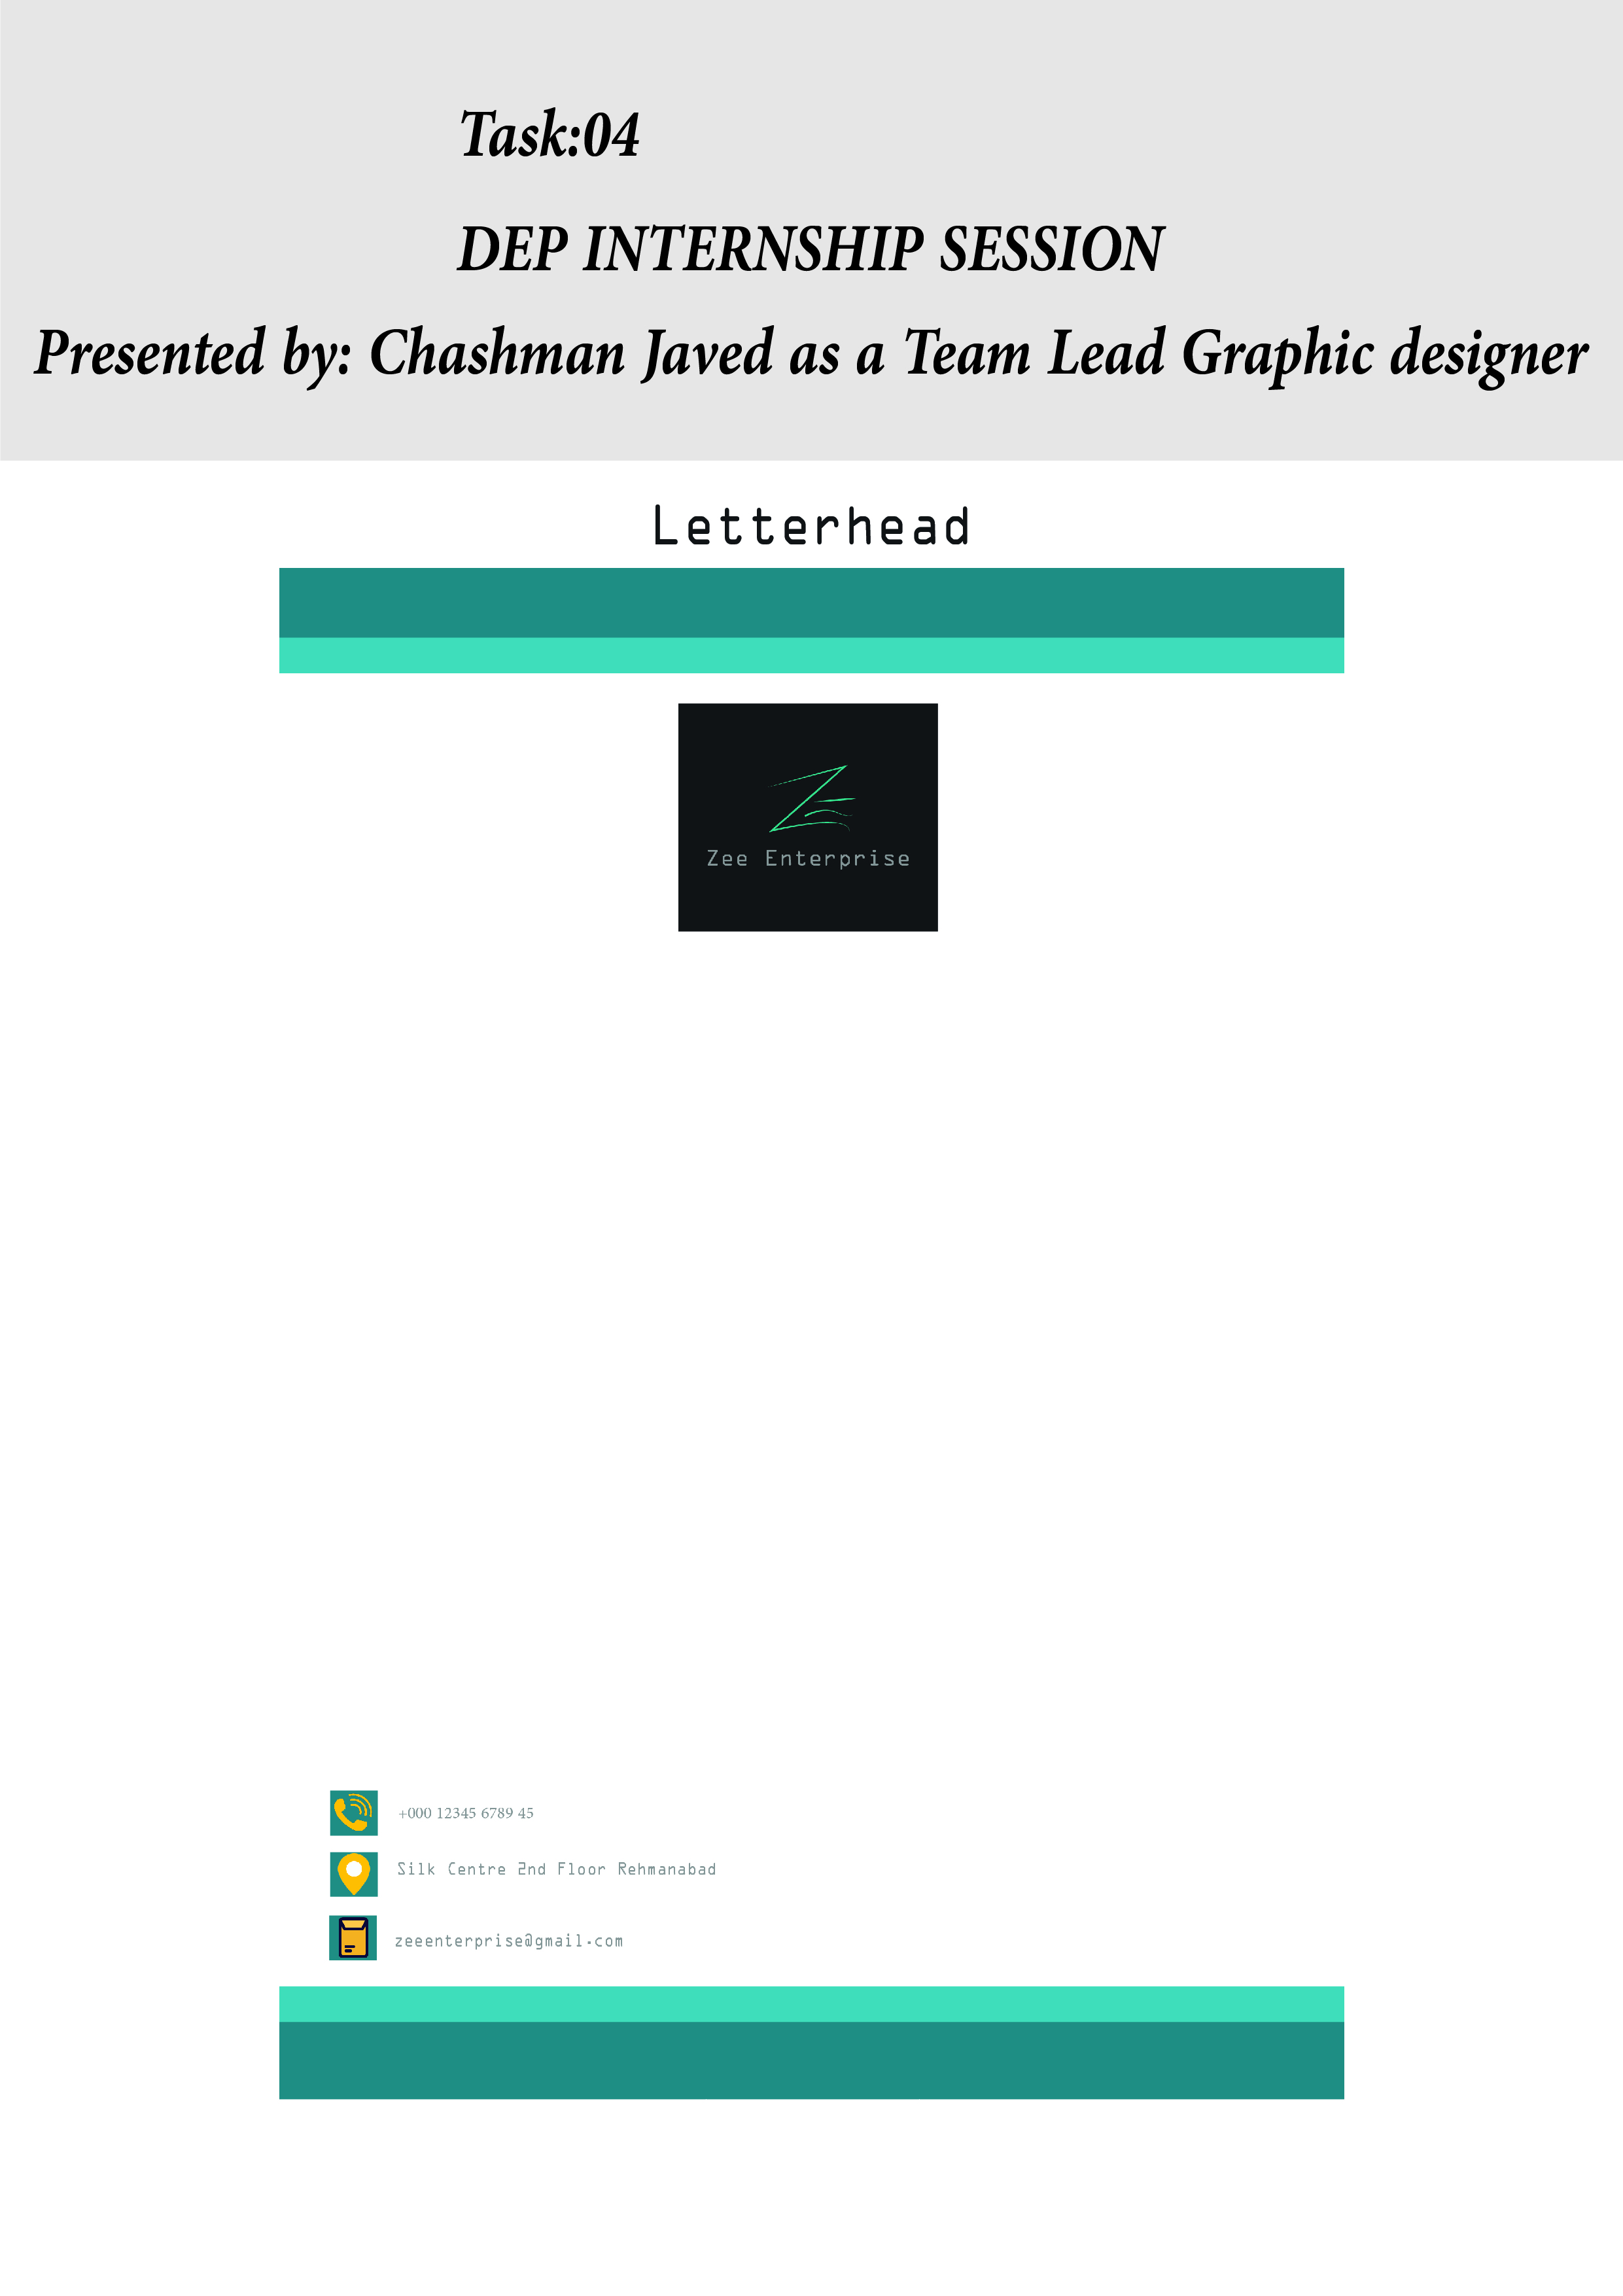 Task:04
DEP INTERNSHIP SESSION
Presented by: Chashman Javed as a Team Lead Graphic designer
Letterhead
Zee Enterprise
+000 12345 6789 45
Silk Centre 2nd Floor Rehmanabad
zeeenterprise@gmail.com